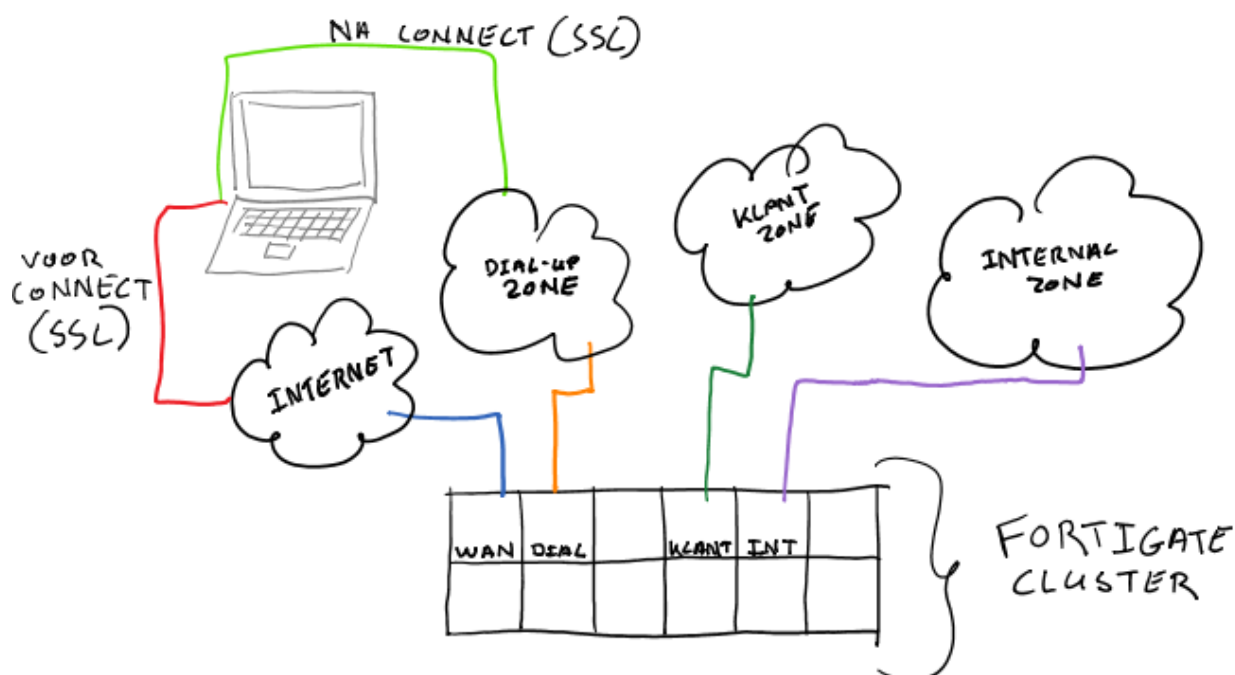 NA CONNECT (SSL)
VOOR
CONNECT
(SSL)
DIAL-UP
ZONE
KLANT
ZONE
INTERNAL
ZONE
INTERNET
WAN DIAL KLANT INT
FORTIGATE
CLUSTER